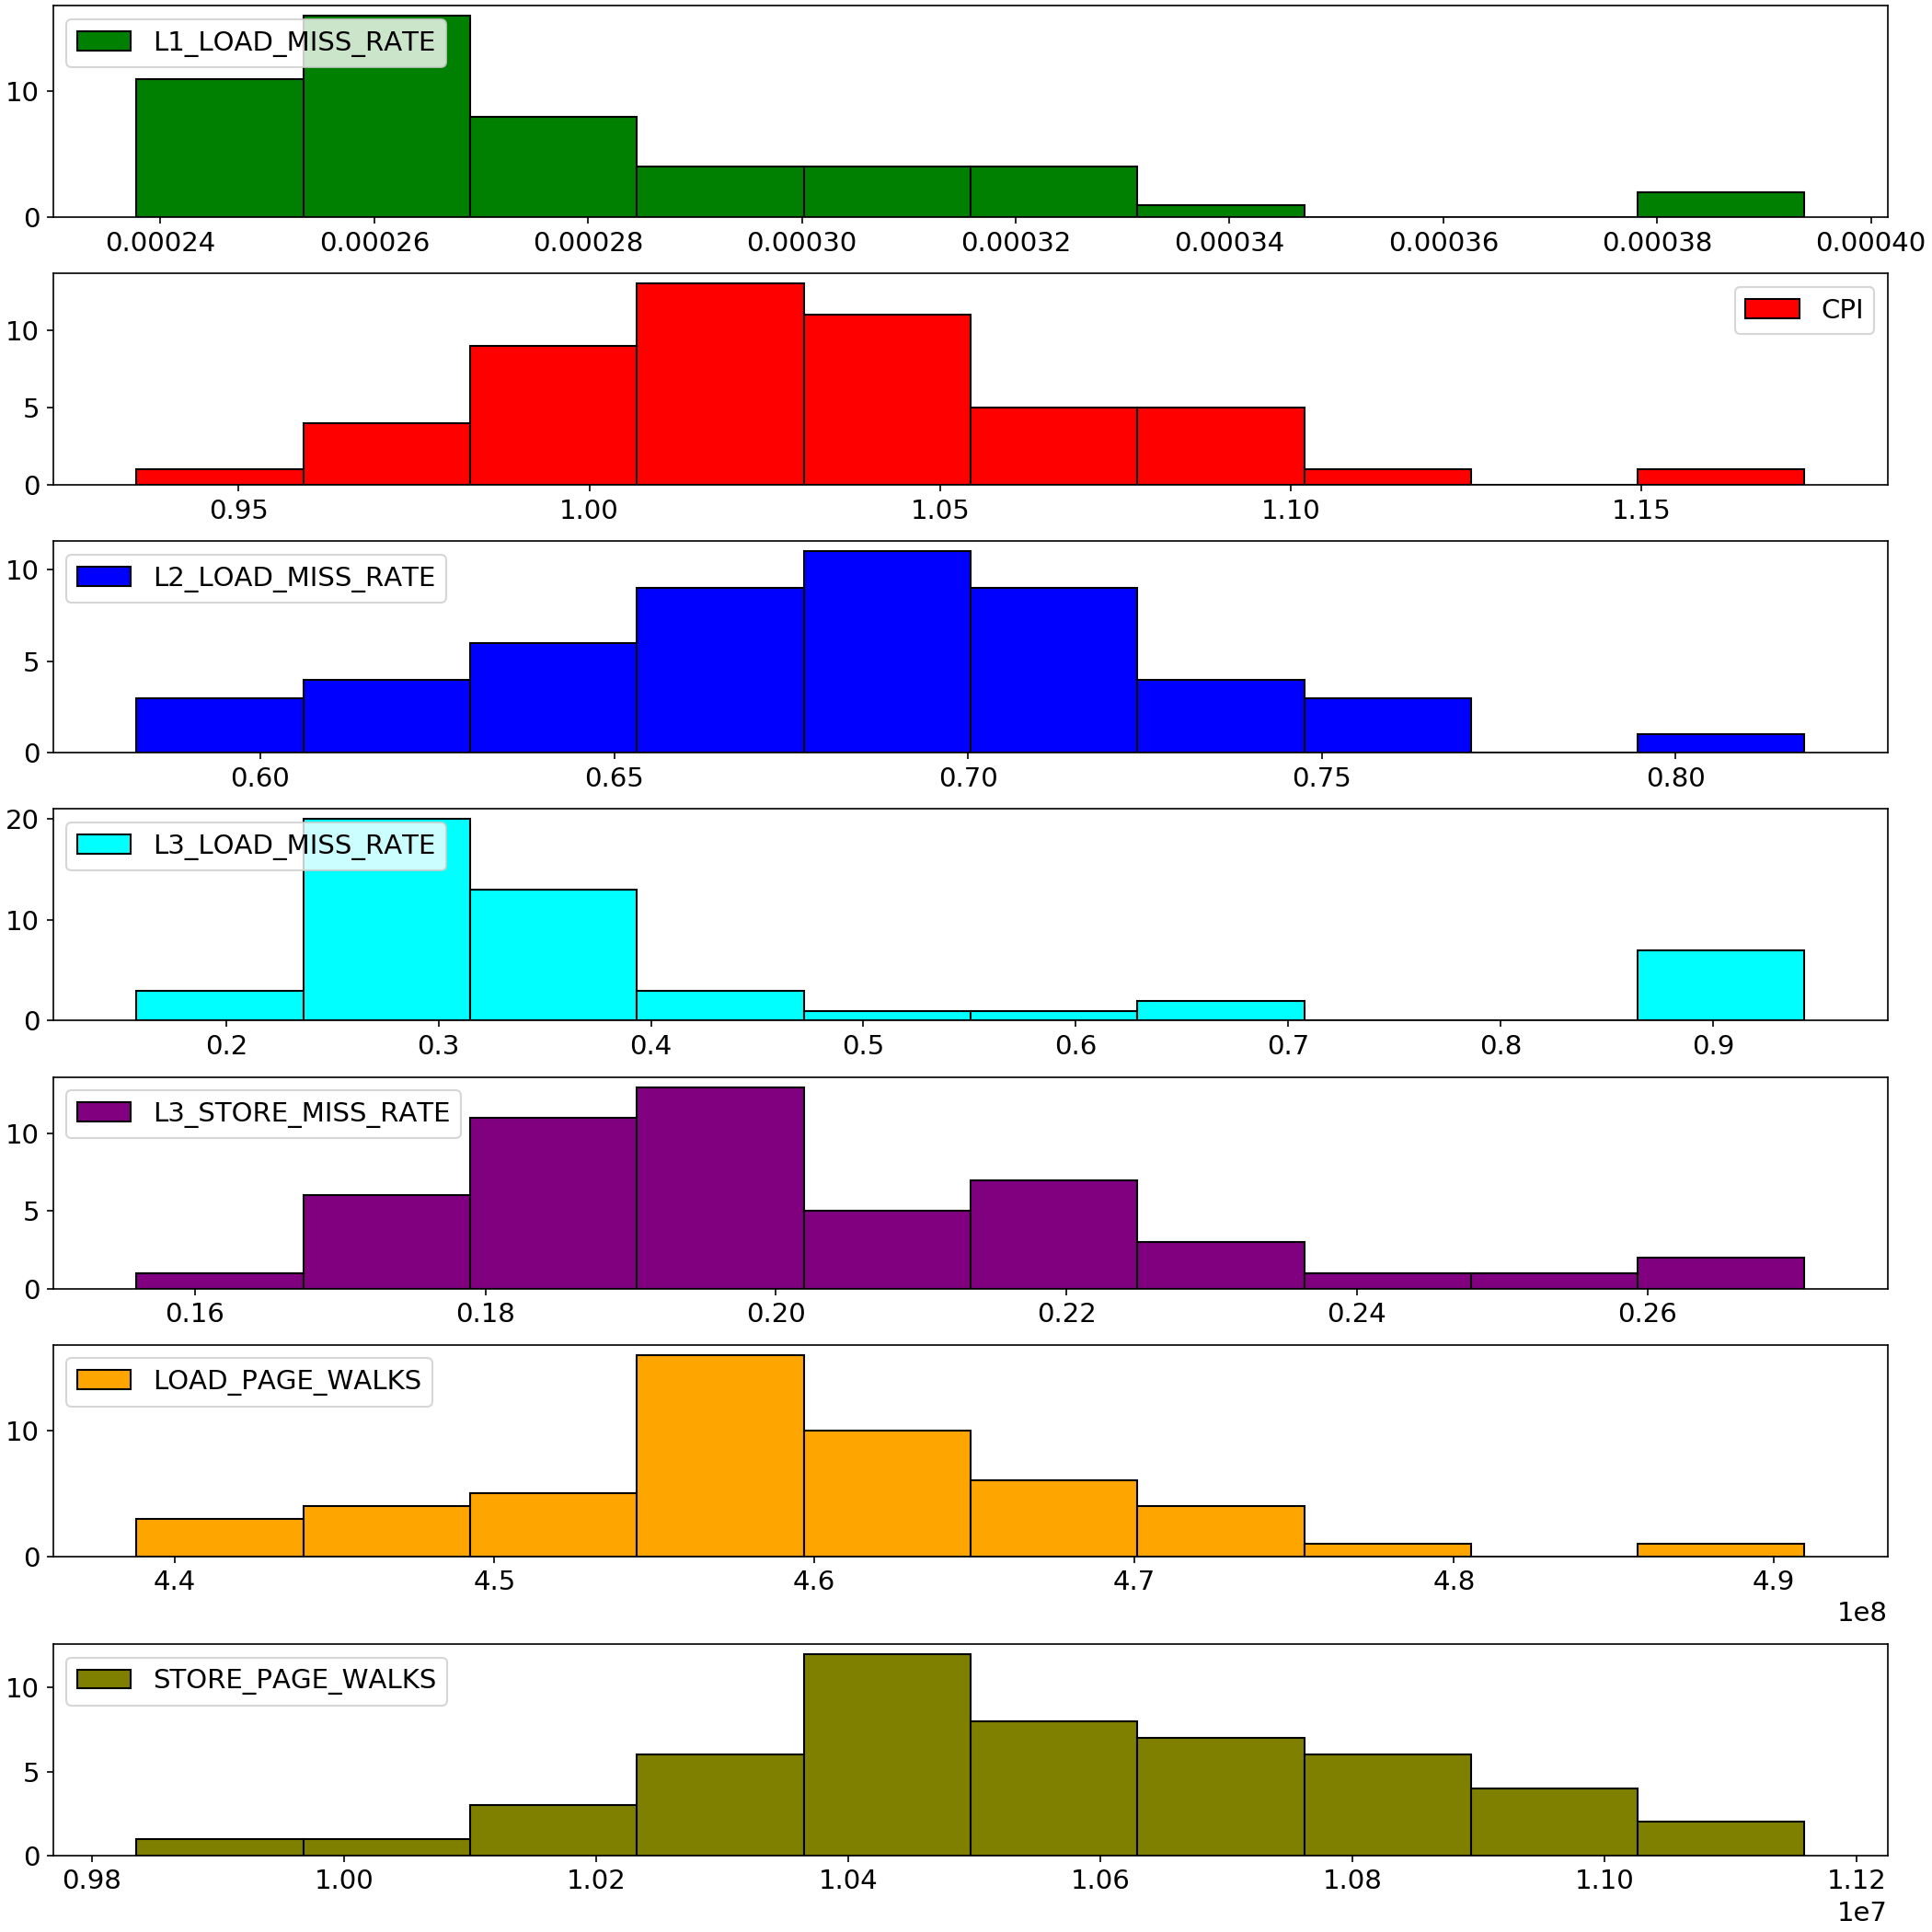 L1_LOAD_MISS_RATE
10
0
0.00024 0.00026 0.00028 0.00030 0.00032 0.00034 0.00036 0.00038 0.00040
CPI
10
5
0
0.95 1.00 1.05 1.10 1.15
L2_LOAD_MISS_RATE
10
5
0
0.60 0.65 0.70 0.75 0.80
20
L3_LOAD_MISS_RATE
10
0
0.2 0.3 0.4 0.5 0.6 0.7 0.8 0.9
L3_STORE_MISS_RATE
10
5
0
0.16 0.18 0.20 0.22 0.24 0.26
LOAD_PAGE_WALKS
10
0
4.4 4.5 4.6 4.7 4.8 4.9
1e8
STORE_PAGE_WALKS
10
5
0
0.98 1.00 1.02 1.04 1.06 1.08 1.10 1.12
1e7